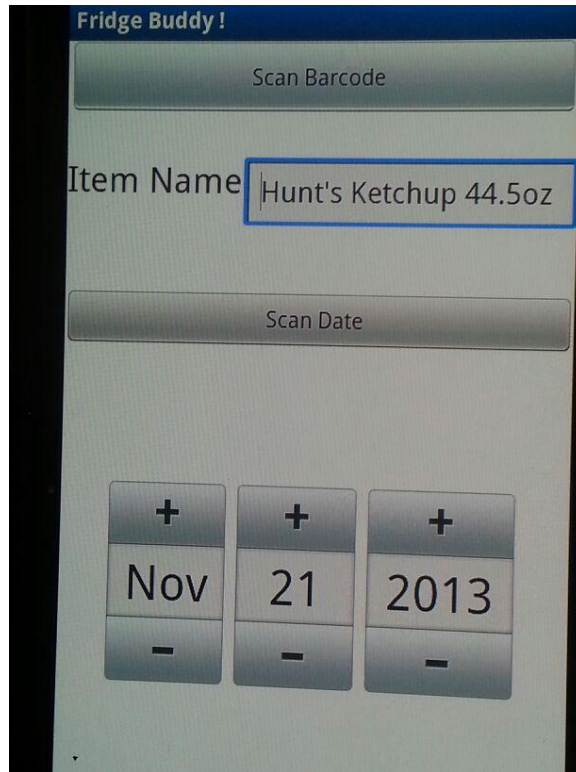 Fridge Buddy !
Scan Barcode
Item Name Hunt's Ketchup 44.5oz
Scan Date
+ + +
Nov 21 2013
- - -